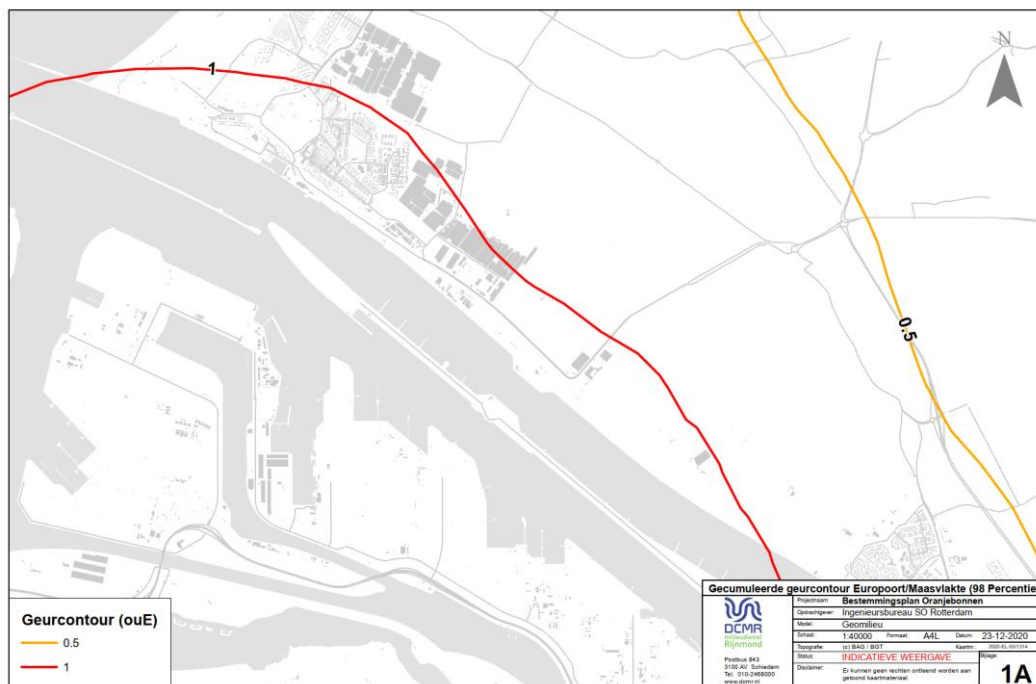 1
N
0.5
Geurcontour (ouE)
0.5
1
Gecumuleerde geurcontour Europoort/Maasvlakte (98 Percentie
DCMR
milieudienst
Rijnmond
Postbus 843
3100 AV Schiedam
Tel. 010-2468000
www.dcmr.nl
Projectnaam: Bestemmingsplan Oranjebonnen
Opdrachtgever: Ingenieursbureau SO Rotterdam
Model: Geomilieu
Schaal: 1:40000 Formaat: A4L Datum: 23-12-2020
Topografie: (c) BAG / BGT Kaartnr.:
Status: INDICATIEVE WEERGAVE
Disclaimer: Er kunnen geen rechten ontleend worden aan
getoond kaartmateriaal.
Bijlage:
1A